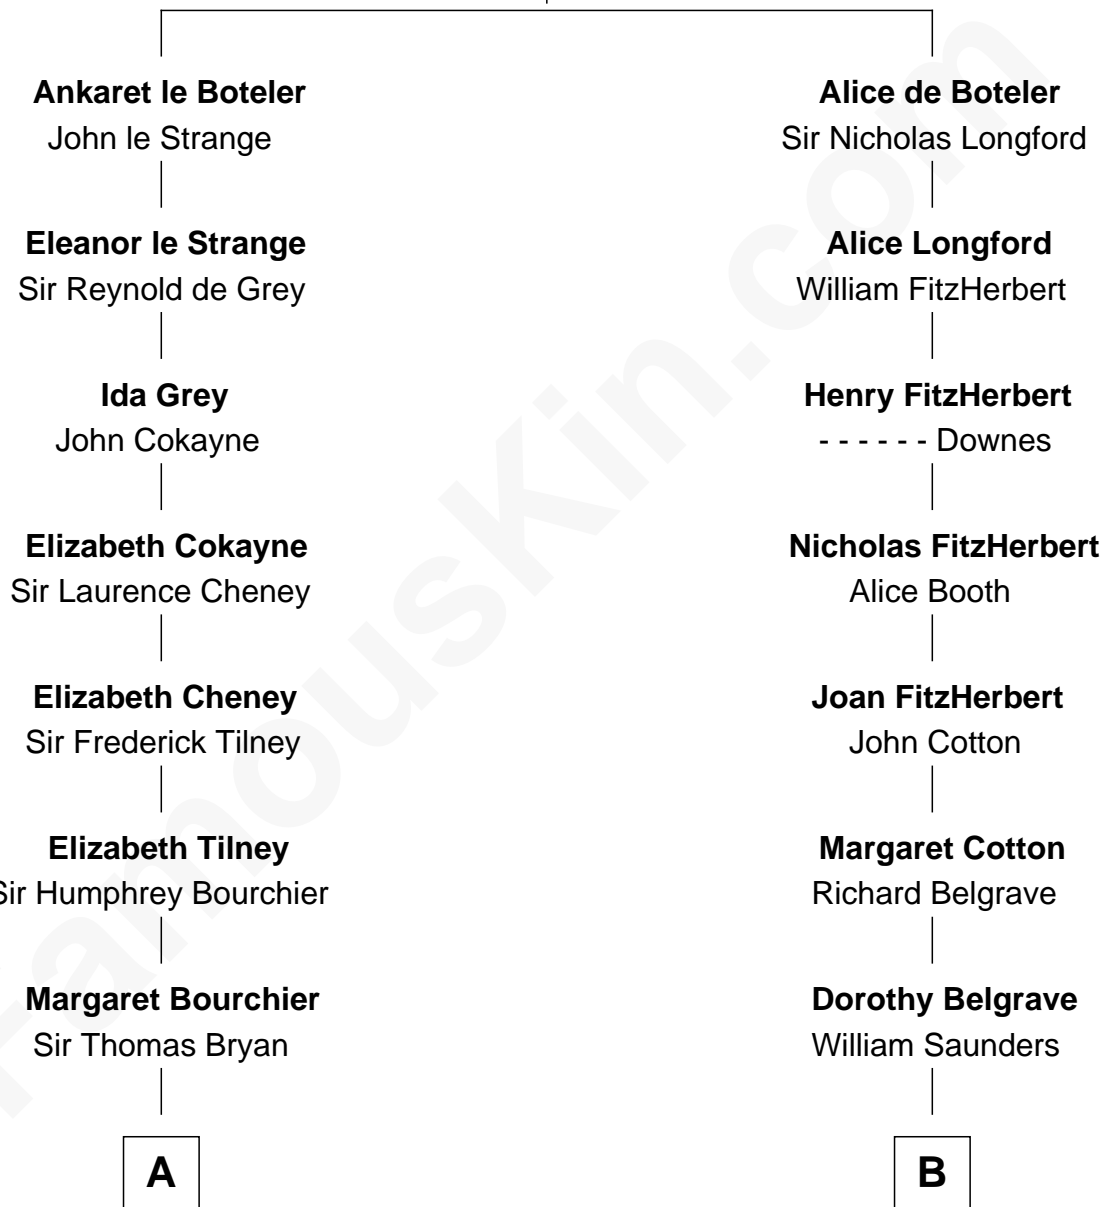 Ankaret le Boteler
John le Strange
Eleanor le Strange
Sir Reynold de Grey
Ida Grey
John Cokayne
Elizabeth Cokayne
Sir Laurence Cheney
Elizabeth Cheney
Sir Frederick Tilney
Elizabeth Tilney
Sir Humphrey Bourchier
Margaret Bourchier
Sir Thomas Bryan
A
Alice de Boteler
Sir Nicholas Longford
Alice Longford
William FitzHerbert
Henry FitzHerbert
- - - - - - Downes
Nicholas FitzHerbert
Alice Booth
Joan FitzHerbert
John Cotton
Margaret Cotton
Richard Belgrave
Dorothy Belgrave
William Saunders
B
FamousKin.com